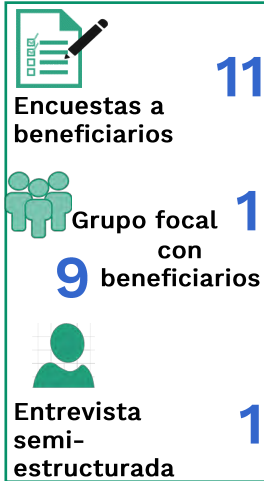 11
Encuestas a
beneficiarios
Grupo focal 1
con
9 beneficiarios
Entrevista 1
semi-
estructurada